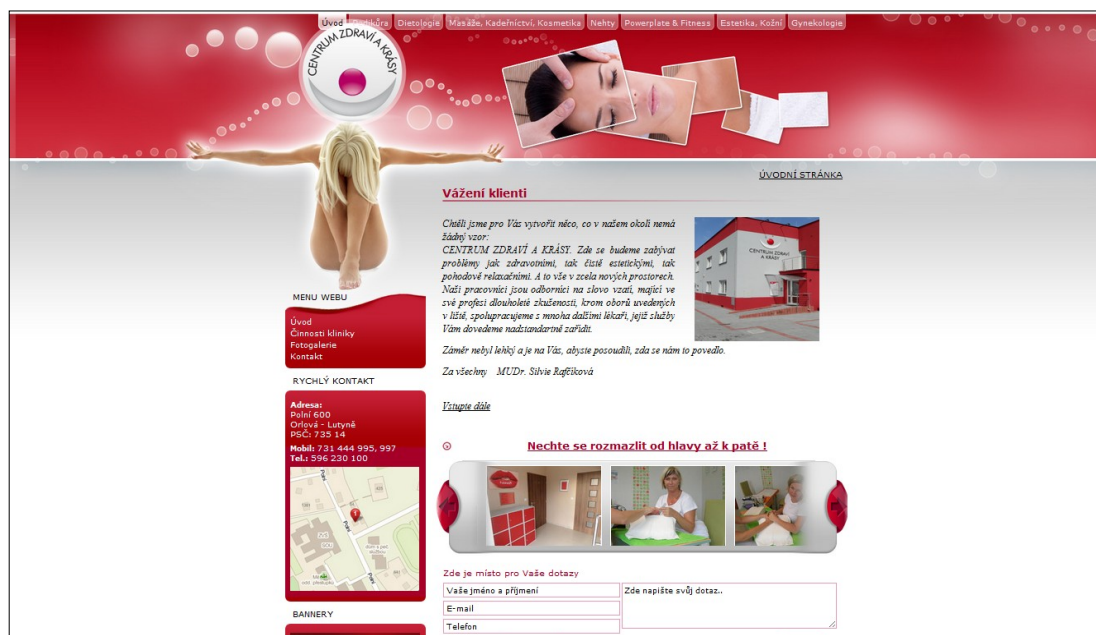 Úvod
Dietologie
Masáže, Kadeřnictví, Kosmetika
Nehty
Powerplate & Fitness
Estetika, Kožní
Gynekologie
CENTRUM ZDRAVÍ A KRÁSY
ÚVODNÍ STRÁNKA
Vážení klienti
Chtěli jsme pro Vás vytvořit něco, co v našem okolí nemá
žádný vzor:
CENTRUM ZDRAVÍ A KRÁSY. Zde se budeme zabývat
problémy jak zdravotními, tak čistě estetickými, tak
pohodově relaxačními. A to vše v zcela nových prostorech.
Naši pracovníci jsou odborníci na slovo vzatí, mající ve
své profesi dlouholeté zkušenosti, krom oborů uvedených
v liště, spolupracujeme s mnoha dalšími lékaři, jejiž služby
Vám dovedeme nadstandartně zařídit.
Záměr nebyl lehký a je na Vás, abyste posoudili, zda se nám to povedlo.
Za všechny MUDr. Silvie Rafčíková
Vstupte dále
CENTRUM ZDRAVÍ
A KRÁSY
MENU WEBU
Úvod
Činnosti kliniky
Fotogalerie
Kontakt
RYCHLÝ KONTAKT
Adresa:
Polní 600
Orlová - Lutyně
PSČ: 735 14
Mobil: 731 444 995, 997
Tel.: 596 230 100
Polní
Polní
Polní
BANNERY
Nechte se rozmazlit od hlavy až k patě !
Zde je místo pro Vaše dotazy
Vaše jméno a příjmení
Zde napište svůj dotaz..
E-mail
Telefon